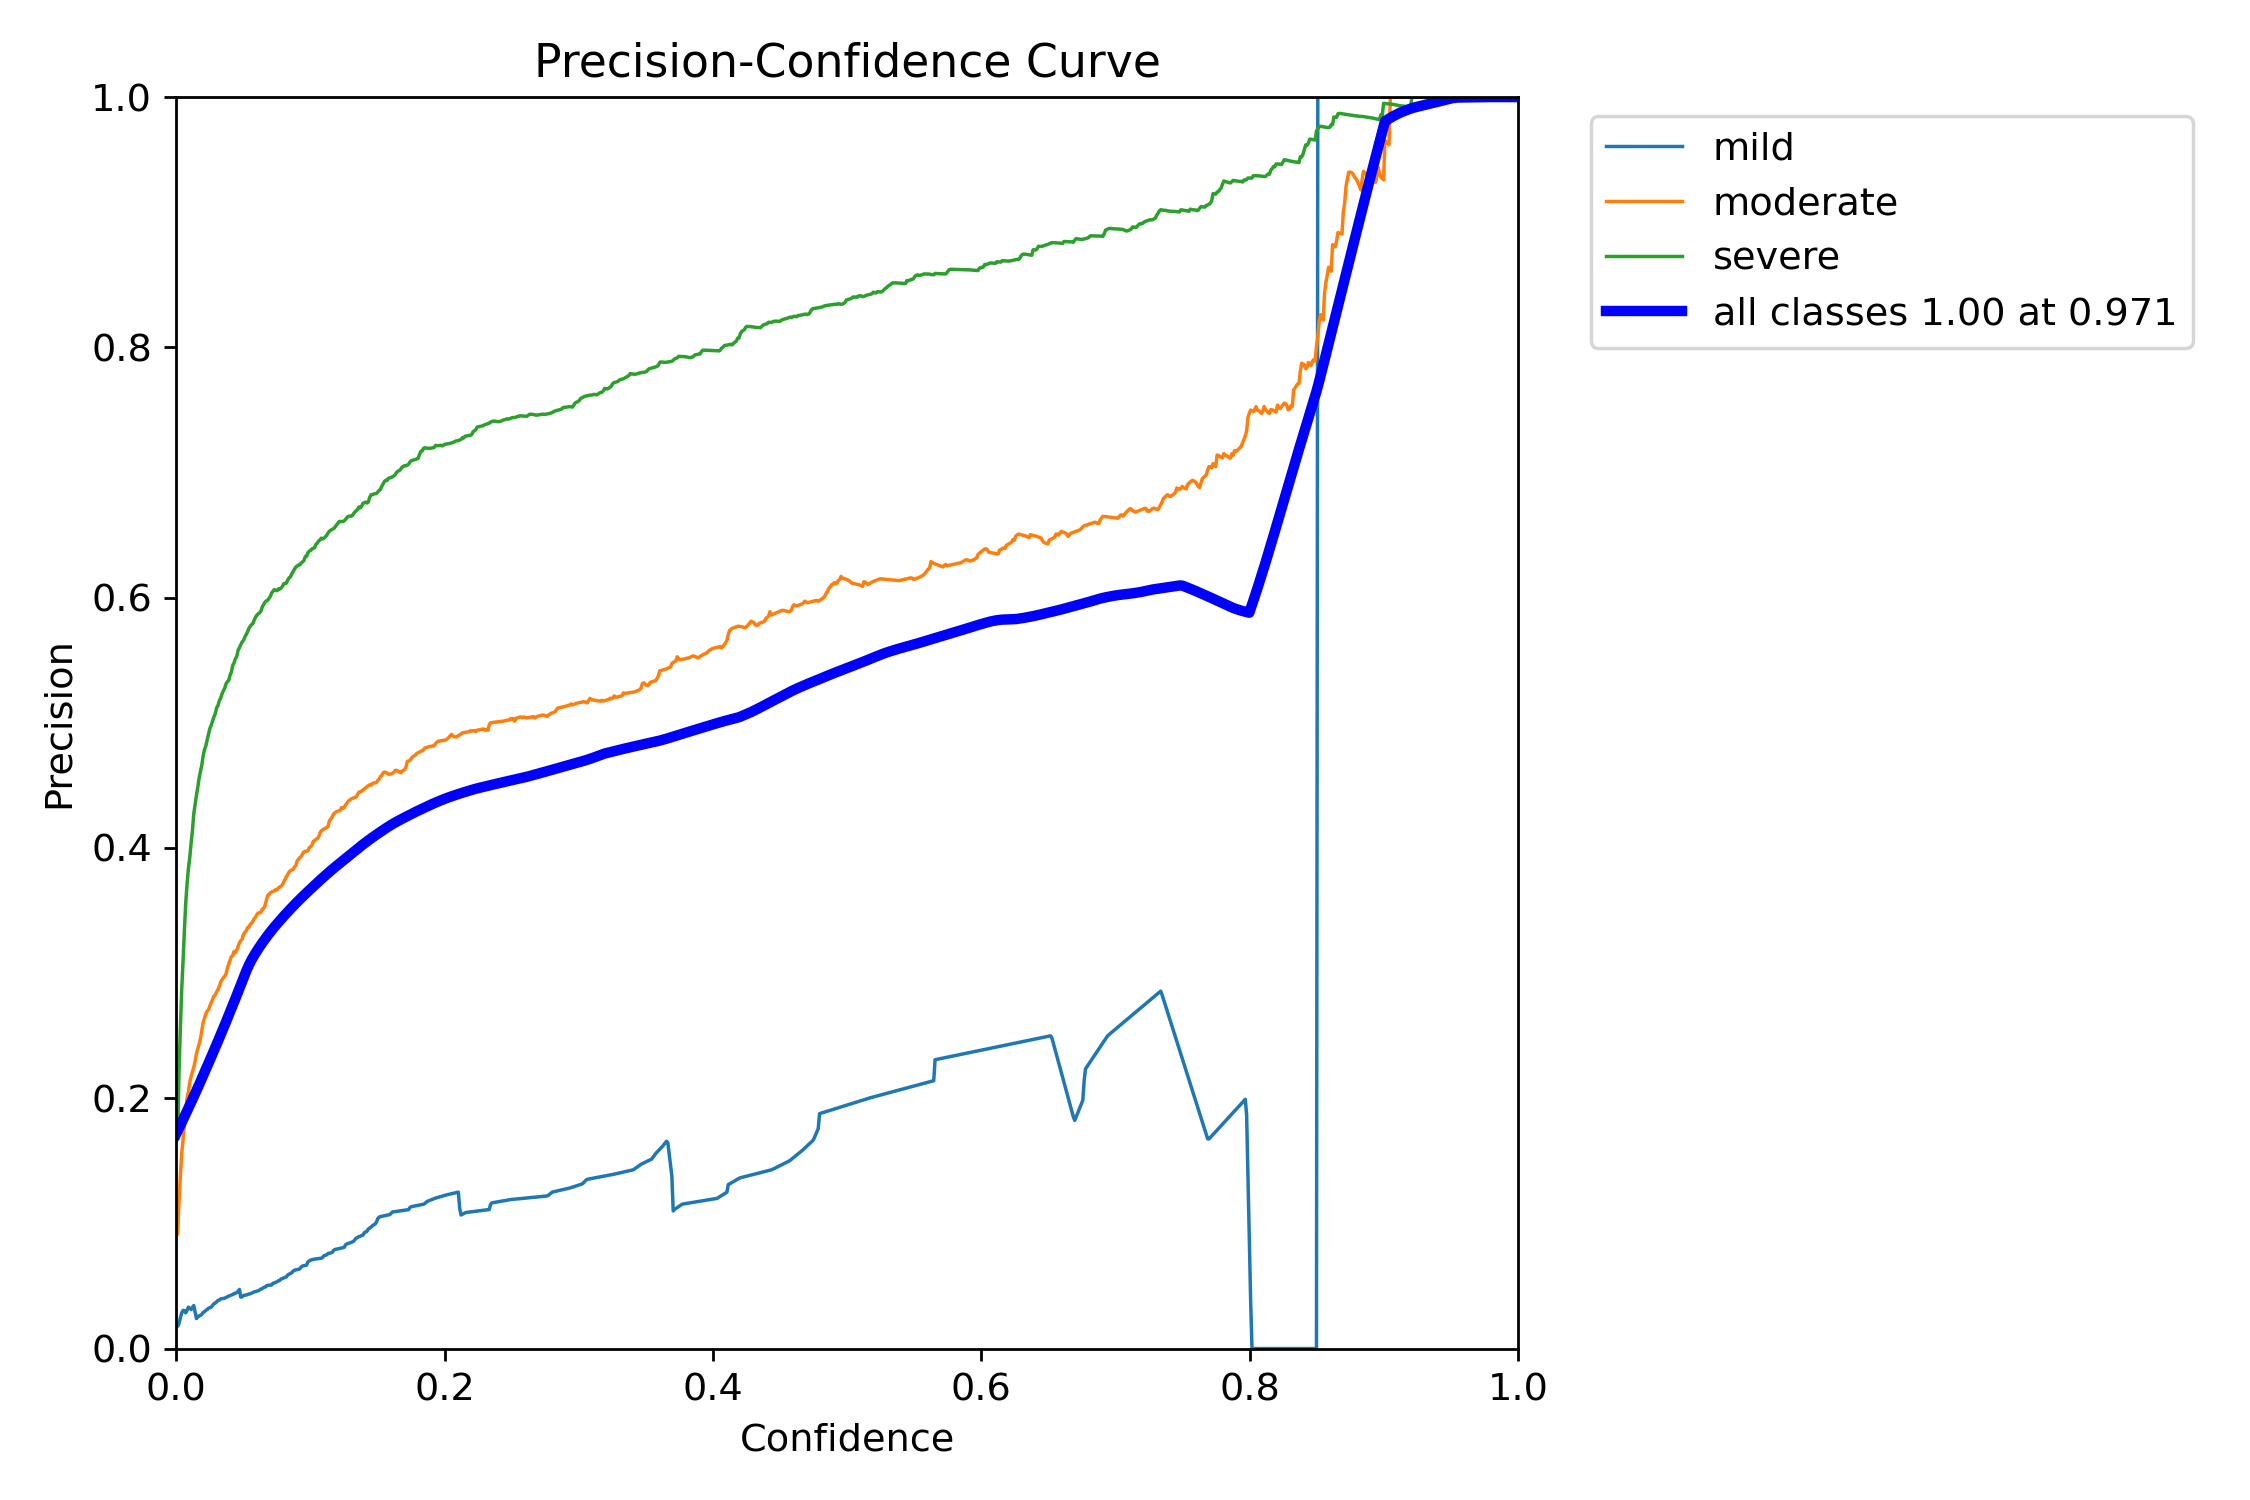 Precision-Confidence Curve
1.0
0.8
0.6
0.4
0.2
0.0
Precision
0.0 0.2 0.4 0.6 0.8 1.0
Confidence
mild
moderate
severe
all classes 1.00 at 0.971